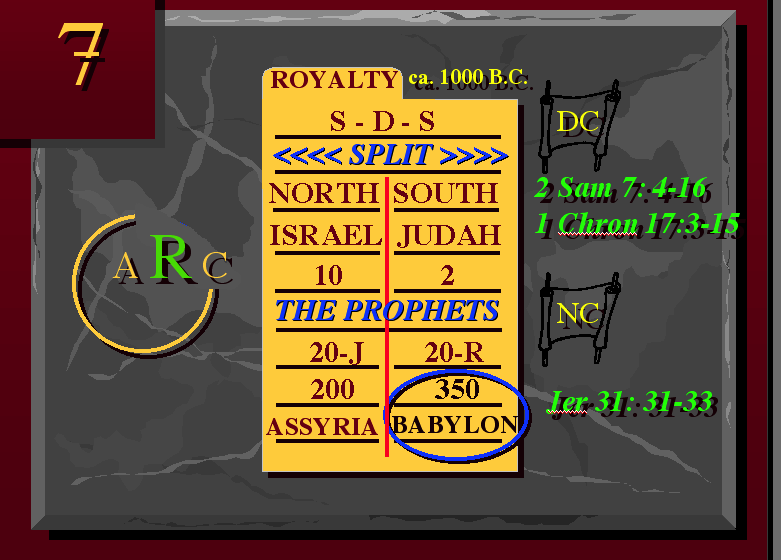 7
ROYALTY ca. 1000 B.C.
S - D - S
<<<< SPLIT >>>>
NORTH SOUTH
ISRAEL JUDAH
10 2
THE PROPHETS
20-J 20-R
200 350
ASSYRIA BABYLON
A R C
DC
2 Sam 7: 4-16
1 Chron 17:3-15
NC
Jer 31: 31-33